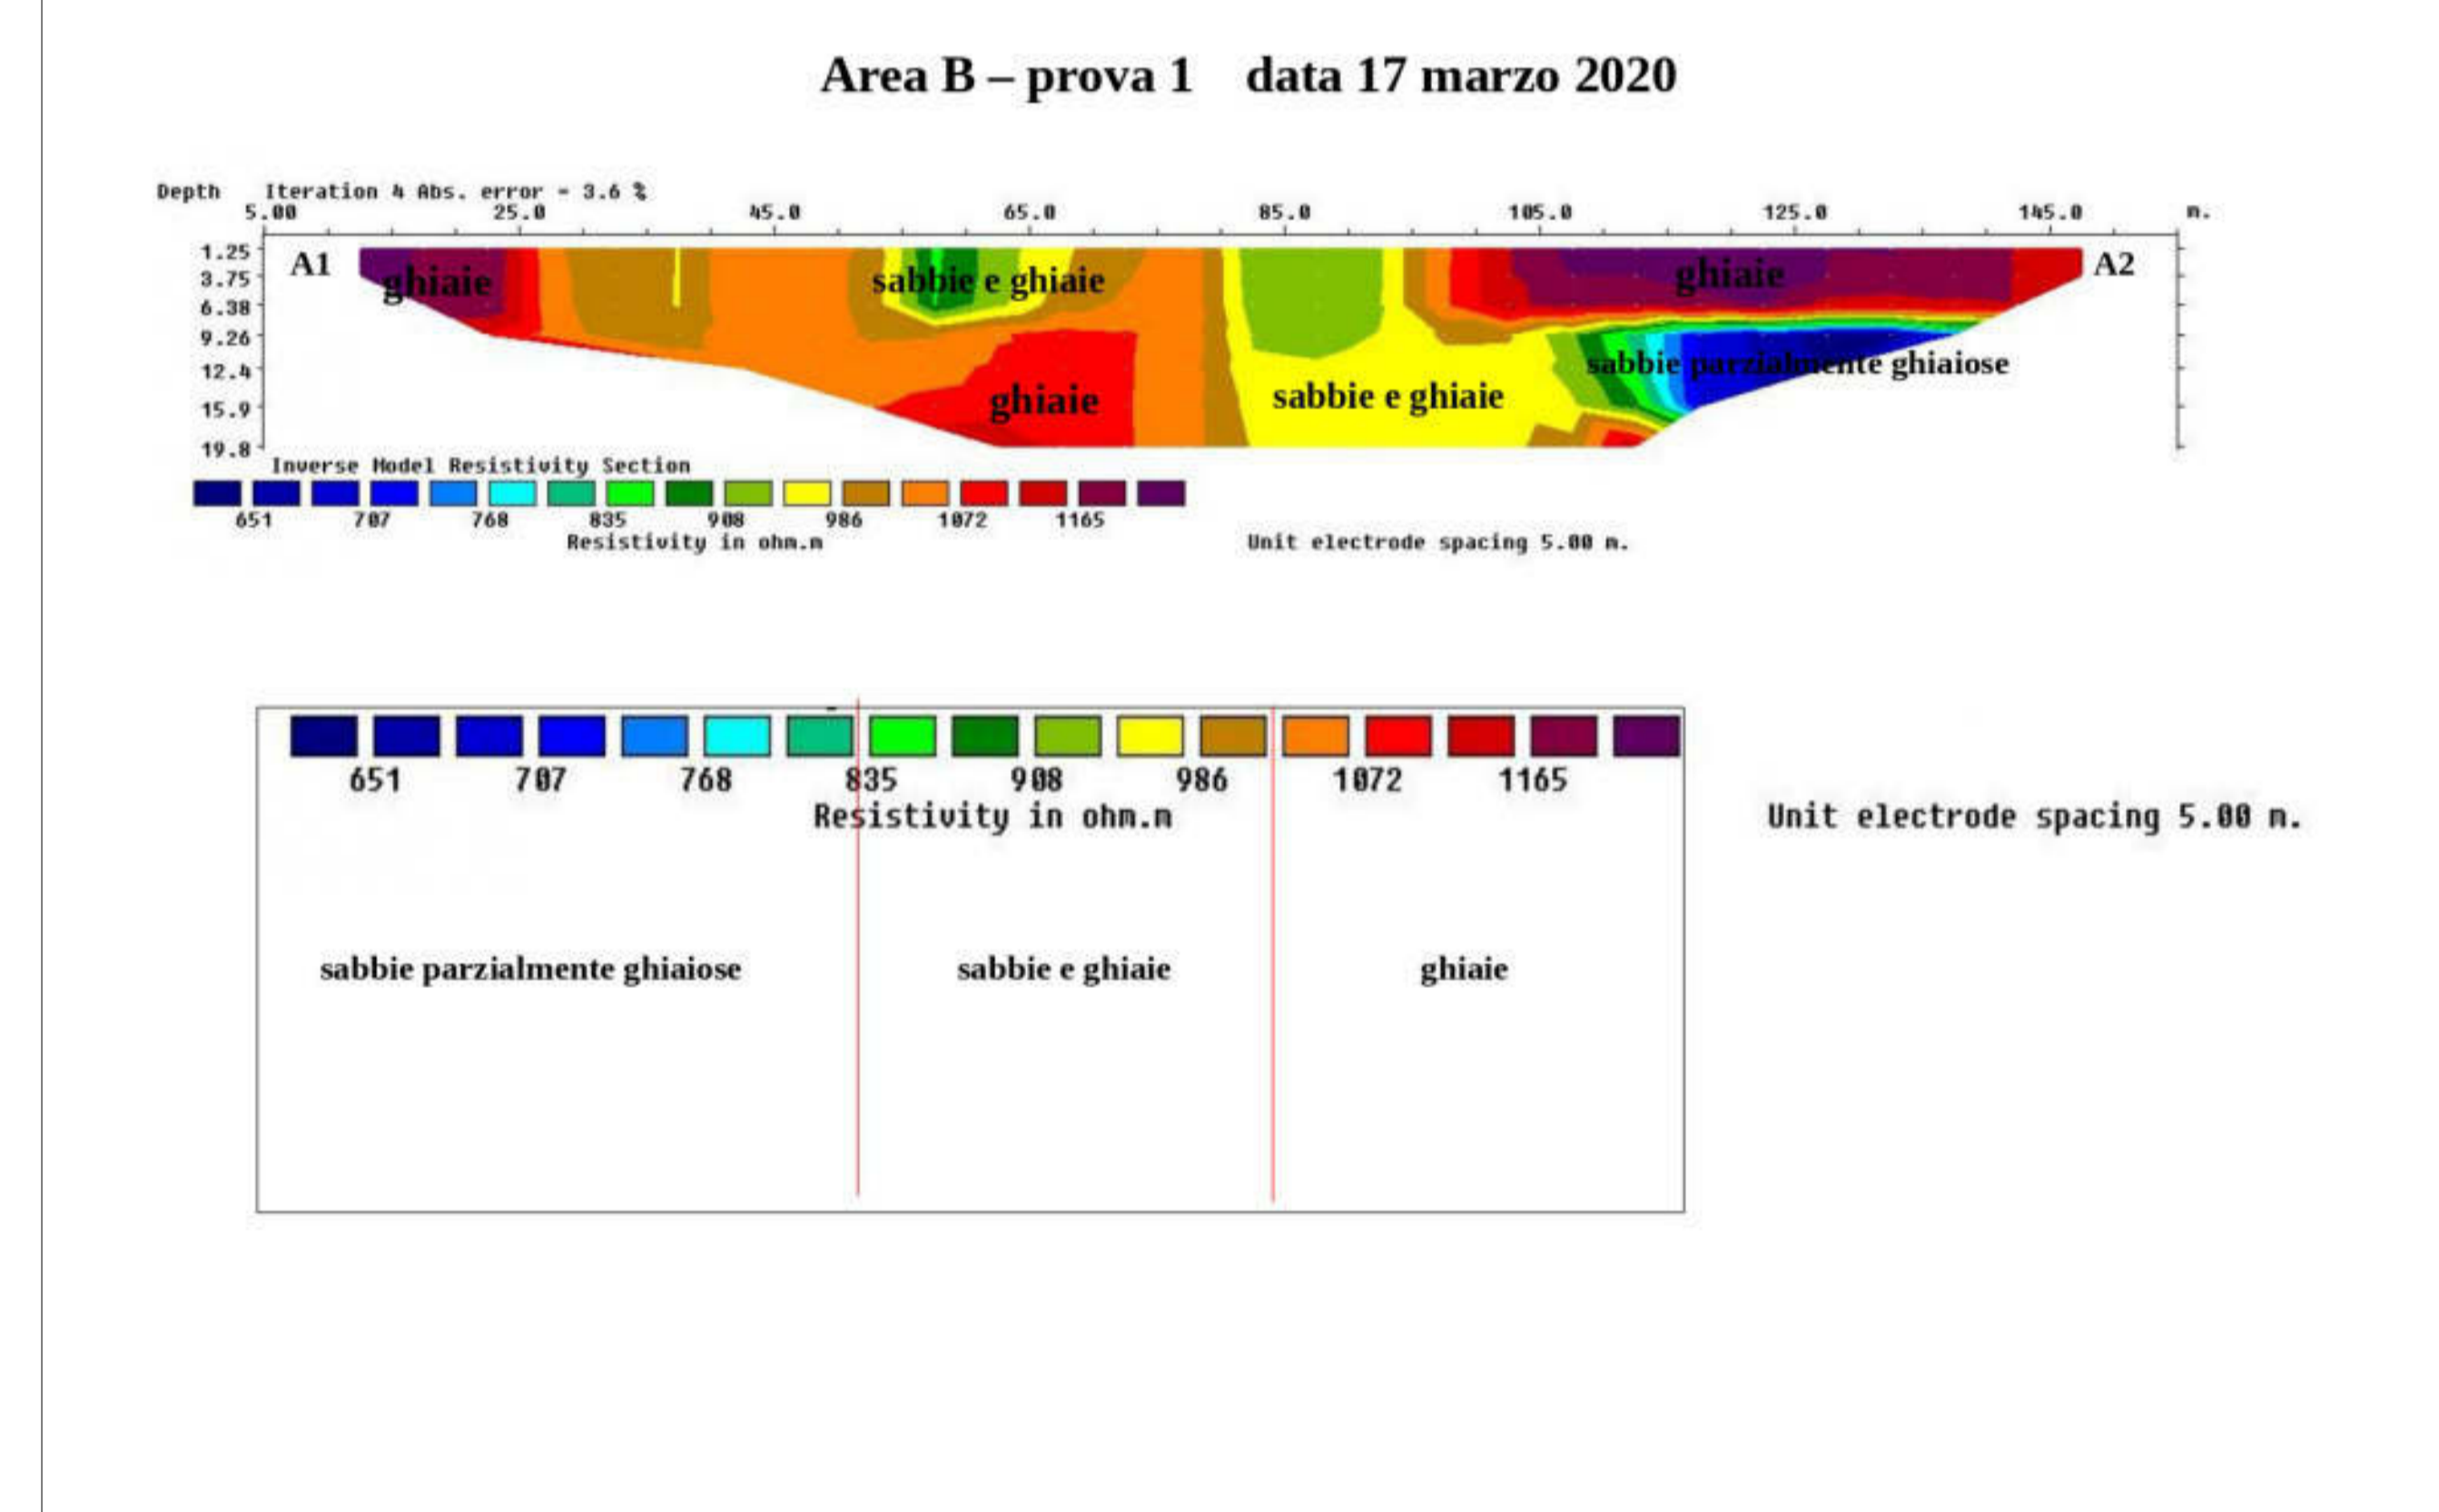 Area B – prova 1 data 17 marzo 2020
Depth Iteration 4 Abs. error = 3.6 %
5.00 25.0 45.0 65.0 85.0 105.0 125.0 145.0 m.
1.25
3.75
6.38
9.26
12.4
15.9
19.8
A1
ghiaie
sabbie e ghiaie
ghiaie
A2
ghiaie
sabbie e ghiaie
sabbie parzialmente ghiaiose
Inverse Model Resistivity Section
651 707 768 835 908 986 1072 1165
Resistivity in ohm.m
Unit electrode spacing 5.00 m.
651 707 768 835 908 986 1072 1165
Resistivity in ohm.m
Unit electrode spacing 5.00 m.
sabbie parzialmente ghiaiose
sabbie e ghiaie
ghiaie